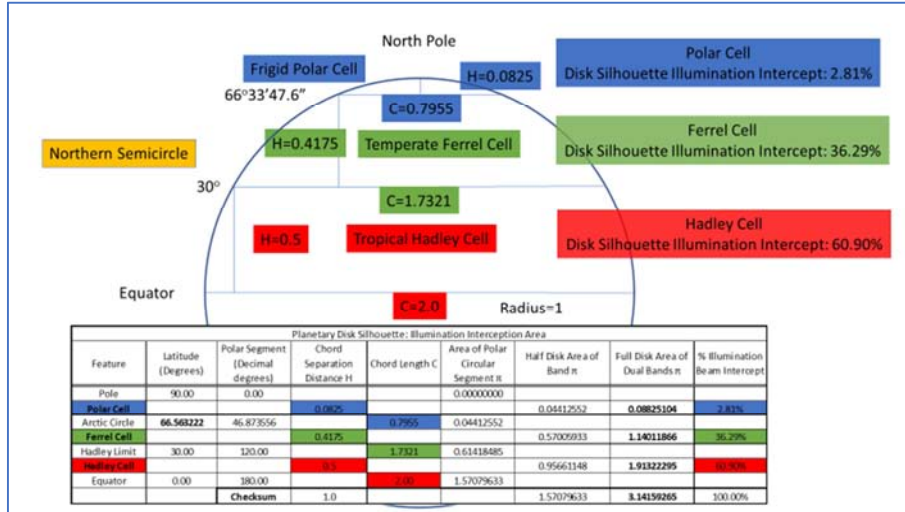 North Pole
Frigid Polar Cell
H=0.0825
Polar Cell
Disk Silhouette Illumination Intercept: 2.81%
66°33'47.6"
C=0.7955
H=0.4175
Temperate Ferrel Cell
Ferrel Cell
Disk Silhouette Illumination Intercept: 36.29%
Northern Semicircle
30°
C=1.7321
H=0.5
Tropical Hadley Cell
Hadley Cell
Disk Silhouette Illumination Intercept: 60.90%
Equator
C=2.0
Radius=1
Planetary Disk Silhouette: Illumination Interception Area
Feature Latitude (Degrees) Polar Segment (Decimal degrees) Chord Separation Distance H Chord Length C Area of Polar Circular Segment π Half Disk Area of Band π Full Disk Area of Dual Bands π % Illumination Beam Intercept
Pole 90.00 0.00 0.00000000
Polar Cell 0.0825 0.04412552 0.08825104 2.81%
Arctic Circle 66.563222 46.873556 0.7955 0.04412552
Ferrel Cell 0.4175 0.57005933 1.14011866 36.29%
Hadley Limit 30.00 120.00 1.7321 0.61418485
Hadley Cell 0.5 0.95661148 1.91322295 60.90%
Equator 0.00 180.00 2.00 1.57079633
Checksum 1.0 1.57079633 3.14159265 100.00%